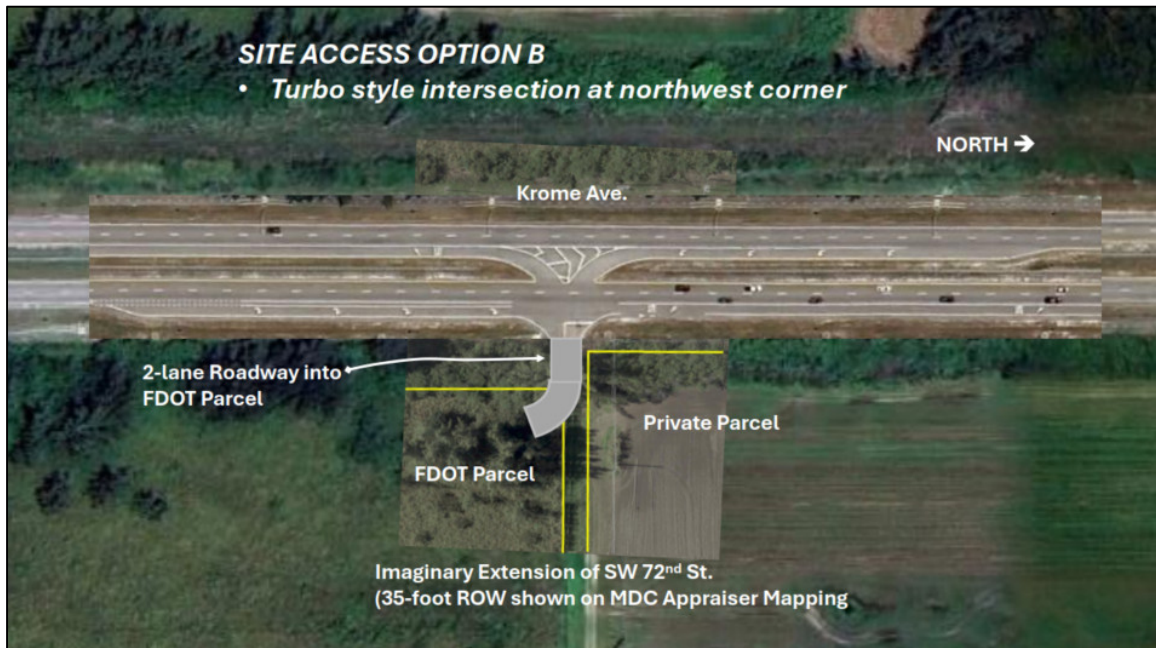 SITE ACCESS OPTION B
• Turbo style intersection at northwest corner
NORTH →
Krome Ave.
2-lane Roadway into
FDOT Parcel
Private Parcel
FDOT Parcel
Imaginary Extension of SW 72nd St.
(35-foot ROW shown on MDC Appraiser Mapping